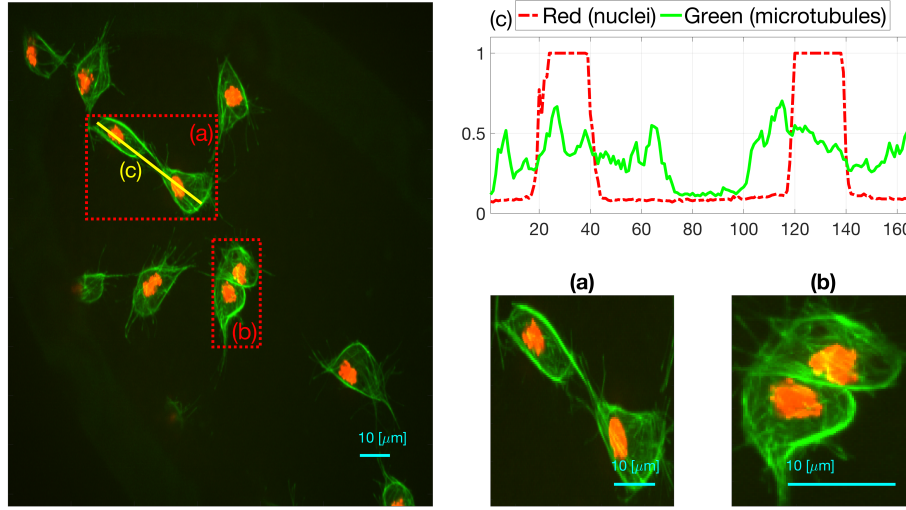 (a)
(c)
(b)
10 [μm]
(c)
Red (nuclei) Green (microtubules)
1
0.5
0
20 40 60 80 100 120 140 160
(a)
10 [μm]
(b)
10 [μm]